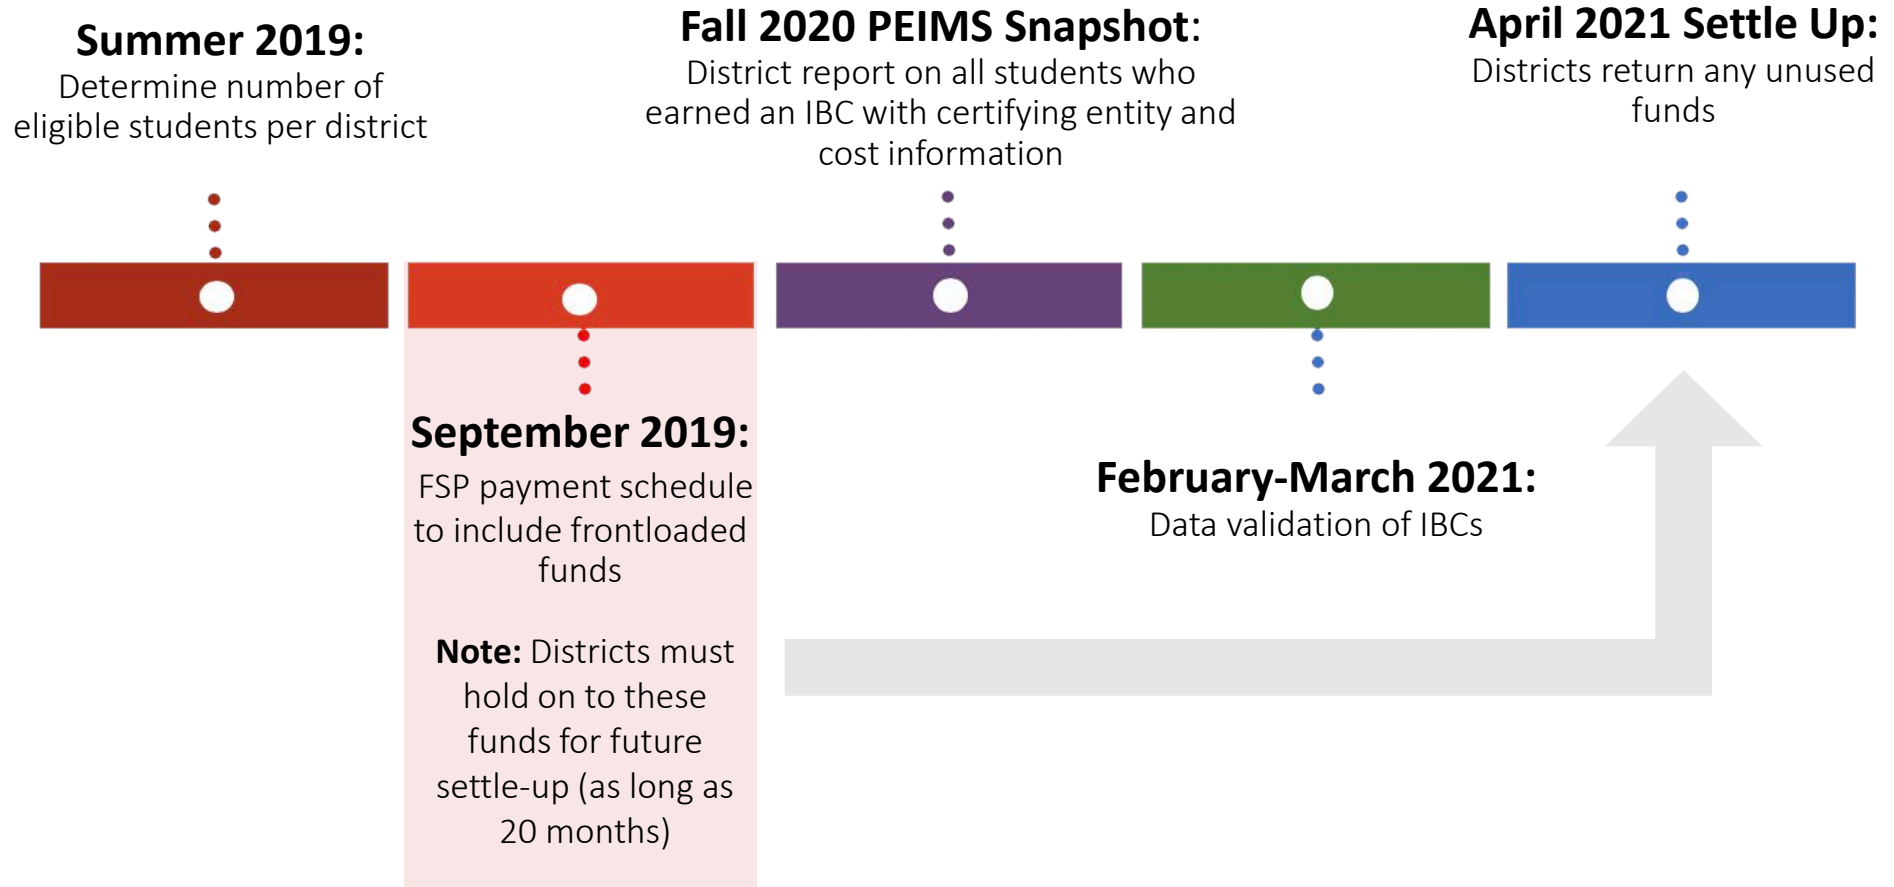 Summer 2019:
Determine number of
eligible students per district
Fall 2020 PEIMS Snapshot:
District report on all students who
earned an IBC with certifying entity and
cost information
April 2021 Settle Up:
Districts return any unused
funds
September 2019:
FSP payment schedule
to include frontloaded
funds
Note: Districts must
hold on to these
funds for future
settle-up (as long as
20 months)
February-March 2021:
Data validation of IBCs